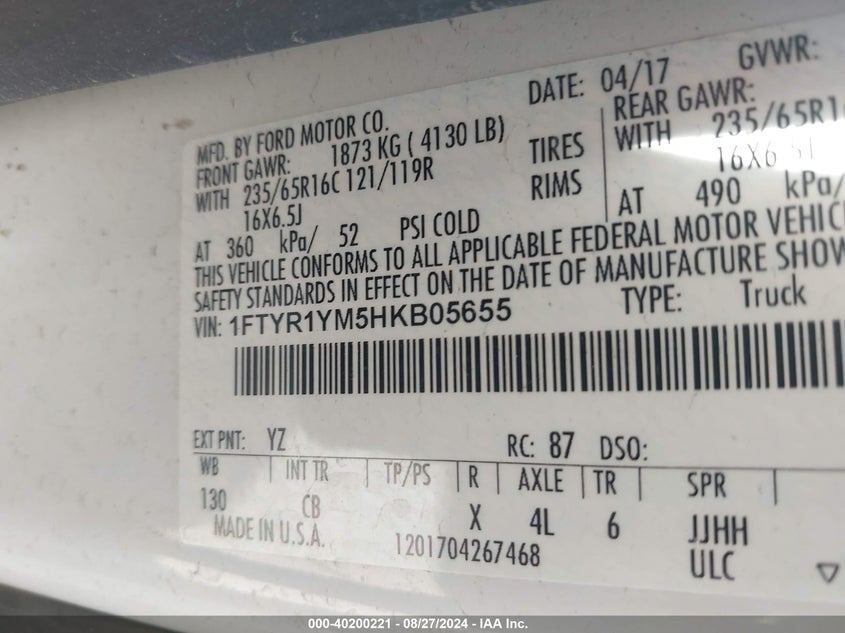 MFD. BY FORD MOTOR CO. DATE: 04/17 GVWR:
FRONT GAWR: 1873 KG ( 4130 LB) REAR GAWR:
WITH 235/65R16C 121/119R TIRES WITH 235/65R16
16X6.5J RIMS 16X6.5J
AT 360 kPa/ 52 PSI COLD AT 490 kPa/
THIS VEHICLE CONFORMS TO ALL APPLICABLE FEDERAL MOTOR VEHIC
SAFETY STANDARDS IN EFFECT ON THE DATE OF MANUFACTURE SHOW
VIN: 1FTYR1YM5HKB05655 TYPE: Truck
EXT PNT: YZ RC: 87 DSO:
WB INT TR TP/PS R AXLE TR SPR
130 CB X 4L 6 JJHH
MADE IN U.S.A. 1201704267468 ULC
000-40200221 - 08/27/2024 - IAA Inc.